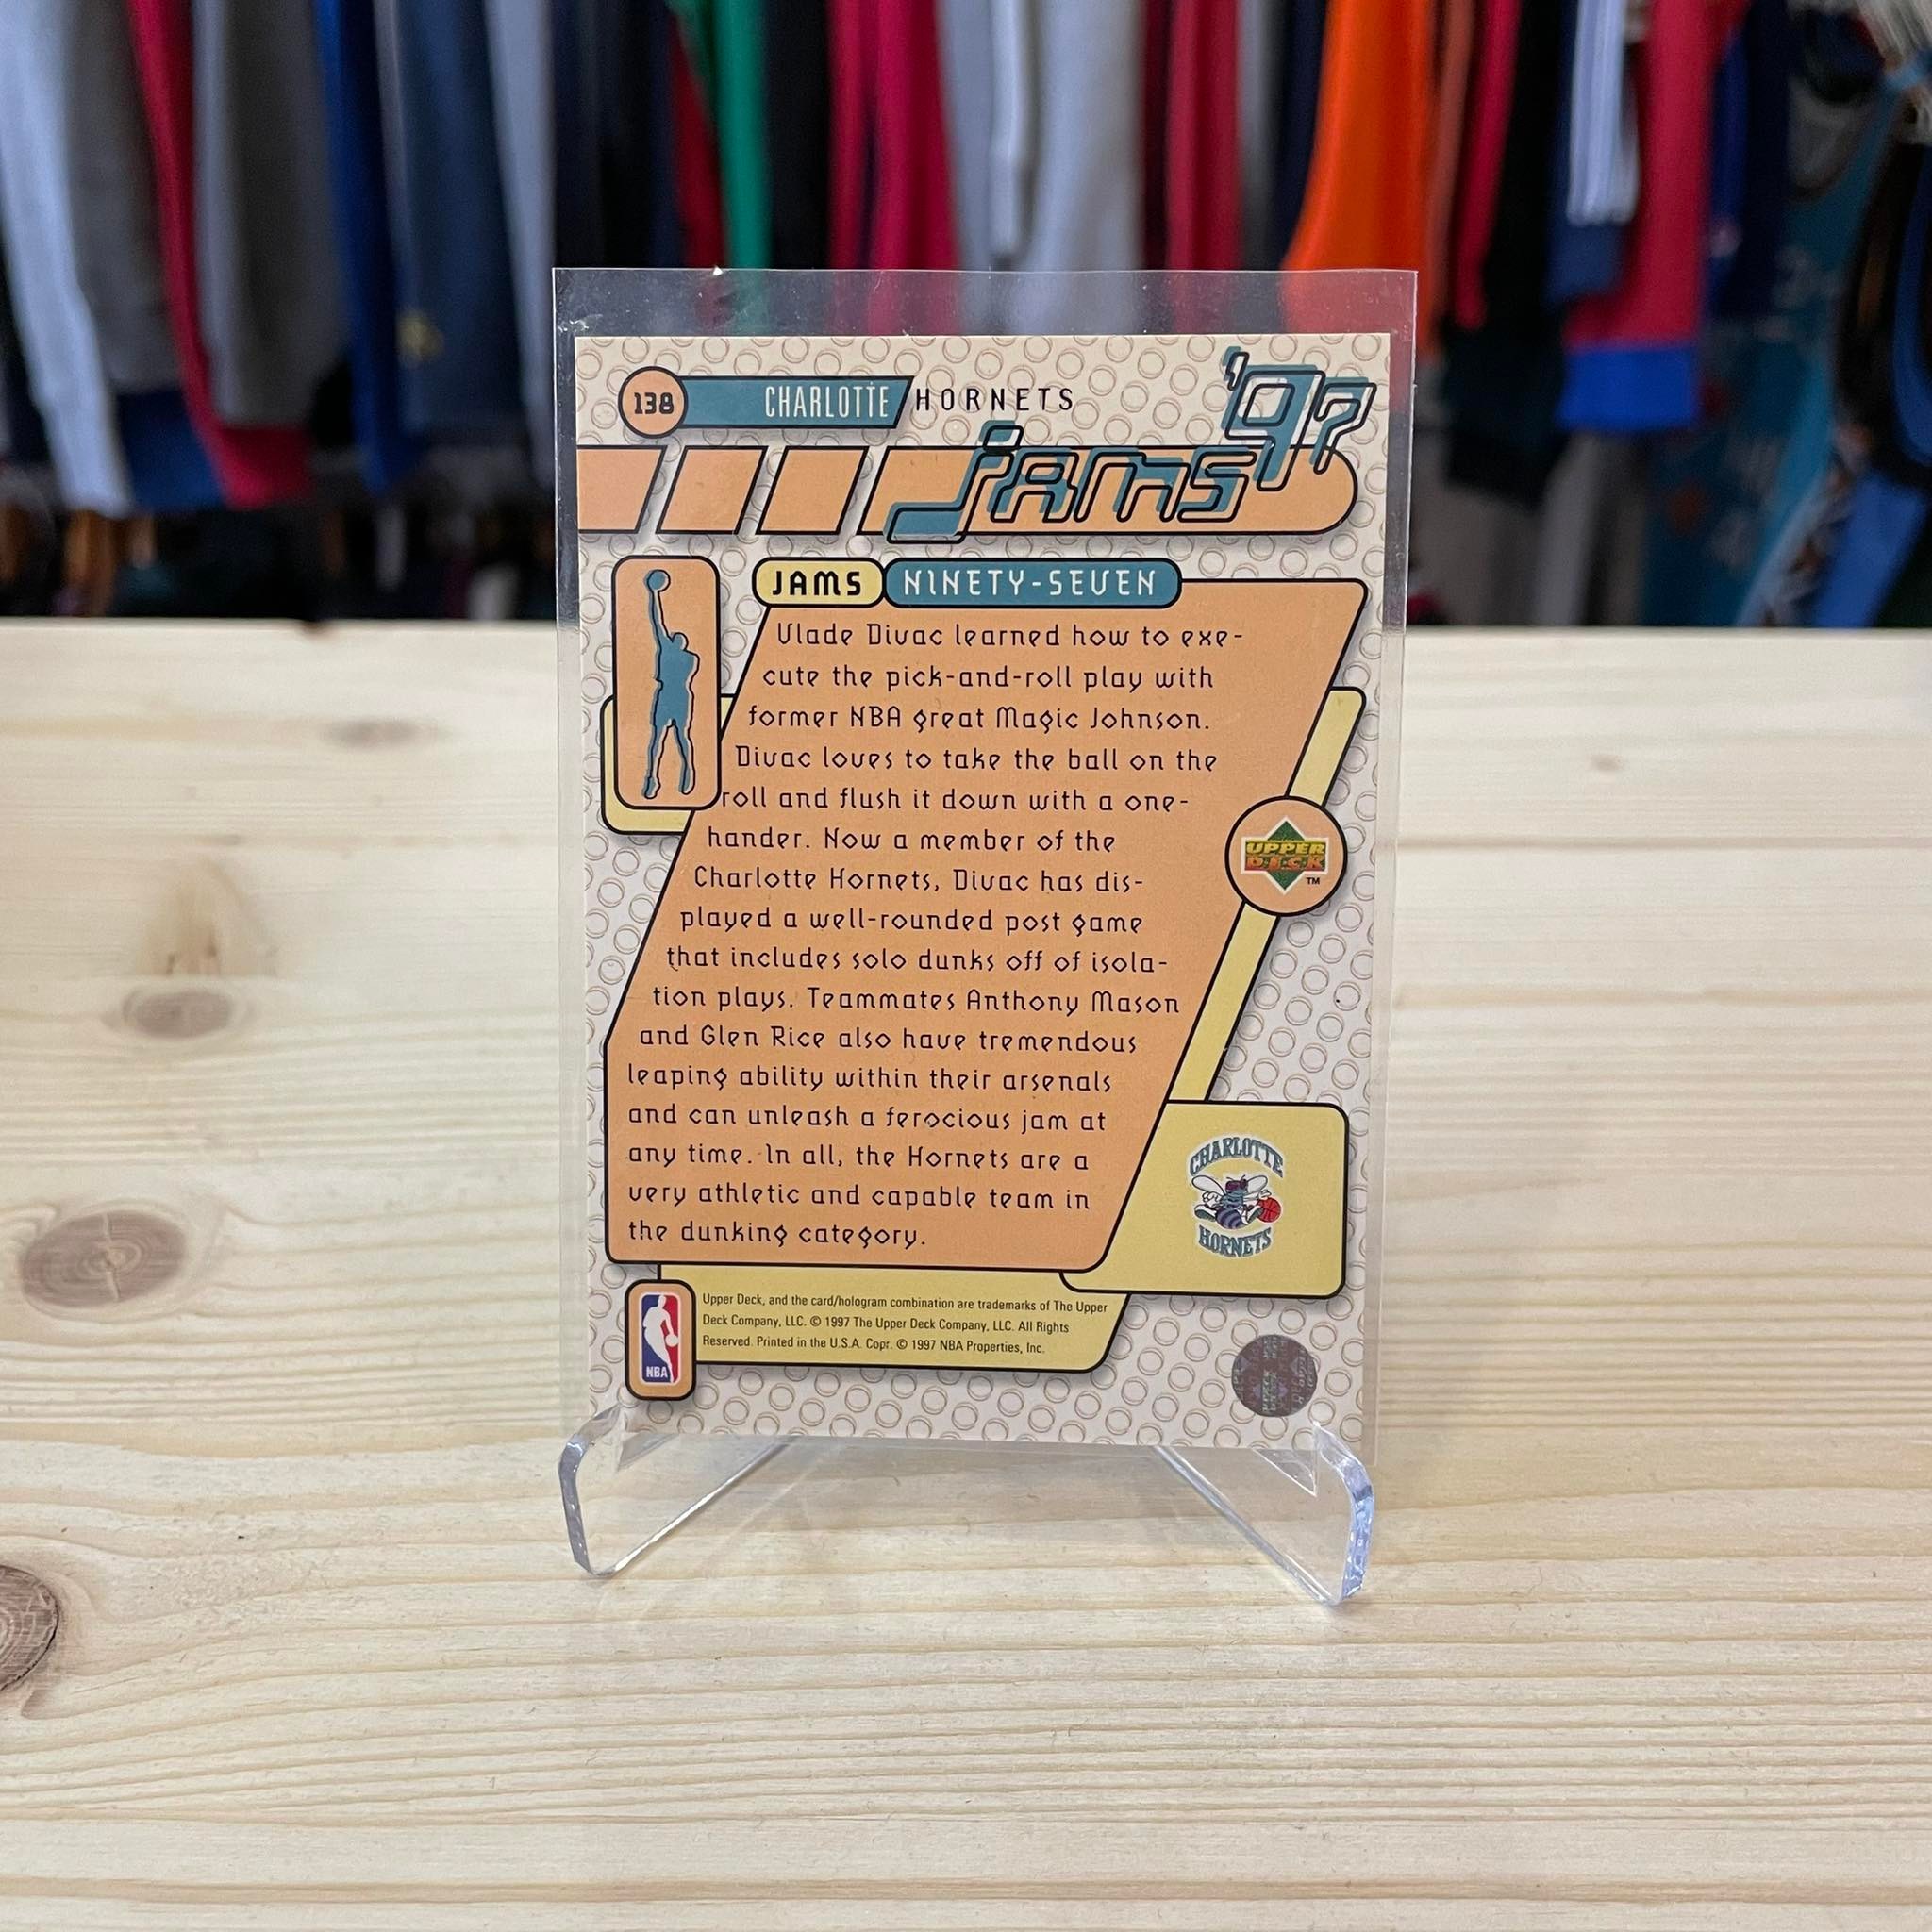 138 CHARLOTTE HORNETS
jams '97
JAMS NINETY-SEVEN
Vlade Divac learned how to exe-
cute the pick-and-roll play with
former NBA great Magic Johnson.
Divac loves to take the ball on the
roll and flush it down with a one-
hander. Now a member of the
Charlotte Hornets, Divac has dis-
played a well-rounded post game
that includes solo dunks off of isola-
tion plays. Teammates Anthony Mason
and Glen Rice also have tremendous
leaping ability within their arsenals
and can unleash a ferocious jam at
any time. In all, the Hornets are a
very athletic and capable team in
the dunking category.
UPPER
DECK
TM
CHARLOTTE
HORNETS
Upper Deck, and the card/hologram combination are trademarks of The Upper
Deck Company, LLC. © 1997 The Upper Deck Company, LLC. All Rights
Reserved. Printed in the U.S.A. Copr. © 1997 NBA Properties, Inc.
NBA